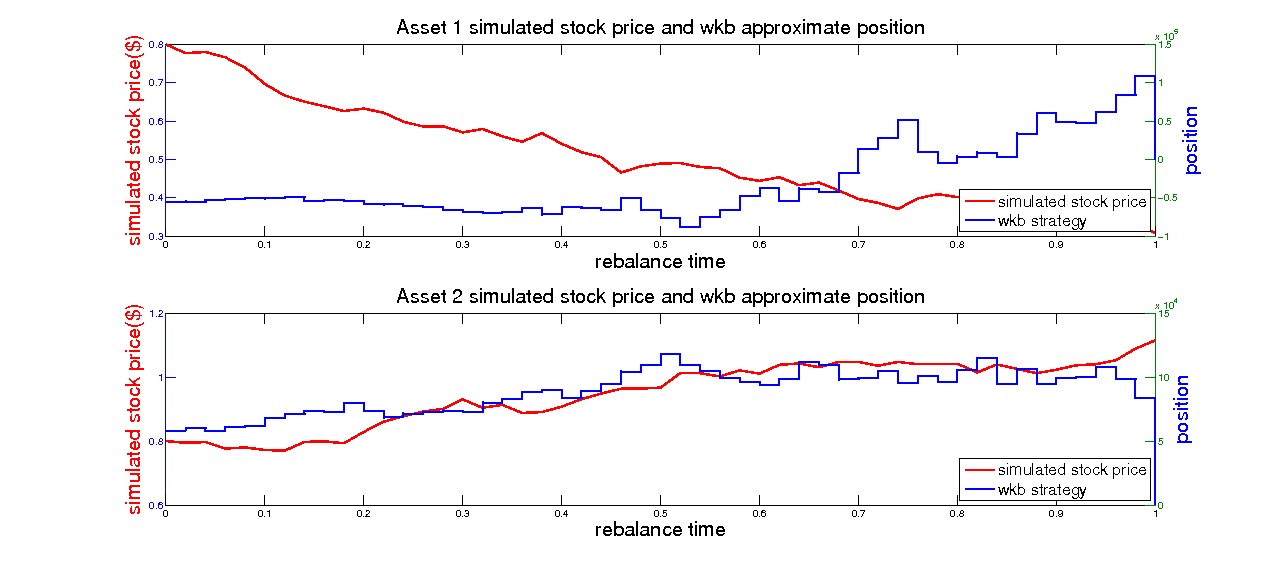 Asset 1 simulated stock price and wkb approximate position
x 10^5
simulated stock price($)
0.8
0.7
0.6
0.5
0.4
0.3
1.5
1
0.5
0
−0.5
−1
position
simulated stock price
wkb strategy
0 0.1 0.2 0.3 0.4 0.5 0.6 0.7 0.8 0.9 1
rebalance time
Asset 2 simulated stock price and wkb approximate position
x 10^4
simulated stock price($)
1.2
1
0.8
0.6
15
10
5
0
position
simulated stock price
wkb strategy
0 0.1 0.2 0.3 0.4 0.5 0.6 0.7 0.8 0.9 1
rebalance time